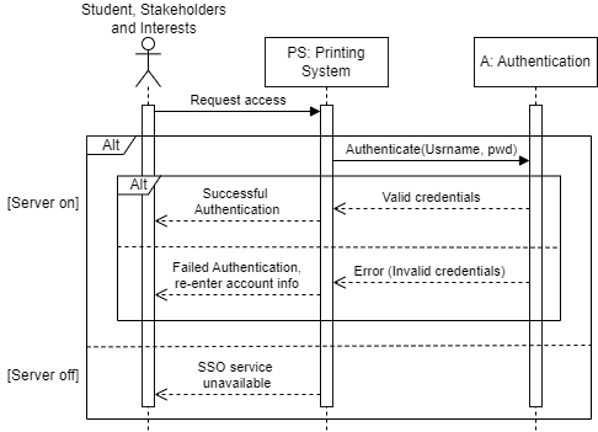 Student, Stakeholders
and Interests
PS: Printing
System
A: Authentication
Request access
Alt
Authenticate(Usrname, pwd)
Alt
[Server on]
Successful
Authentication
Valid credentials
Failed Authentication,
re-enter account info
Error (Invalid credentials)
[Server off]
SSO service
unavailable